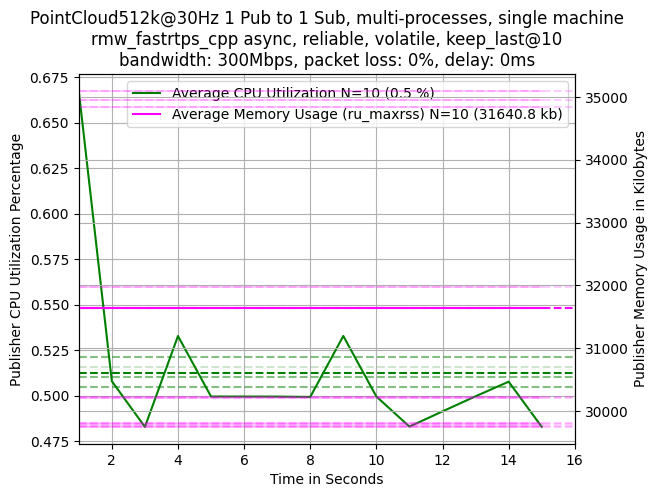 PointCloud512k@30Hz 1 Pub to 1 Sub, multi-processes, single machine
rmw_fastrtps_cpp async, reliable, volatile, keep_last@10
bandwidth: 300Mbps, packet loss: 0%, delay: 0ms
Average CPU Utilization N=10 (0.5 %)
Average Memory Usage (ru_maxrss) N=10 (31640.8 kb)
Publisher CPU Utilization Percentage
0.675
0.650
0.625
0.600
0.575
0.550
0.525
0.500
0.475
35000
34000
33000
32000
31000
30000
Publisher Memory Usage in Kilobytes
2 4 6 8 10 12 14 16
Time in Seconds